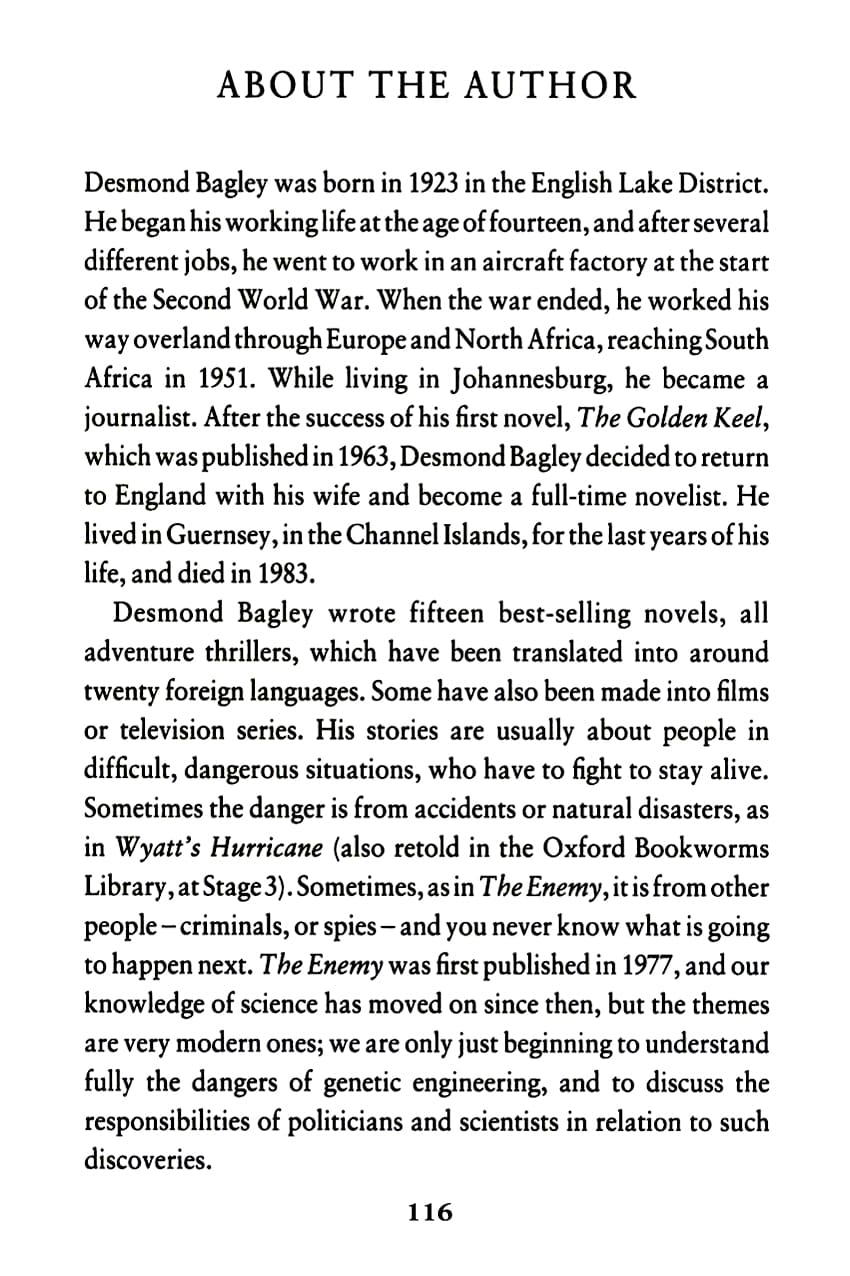 ABOUT THE AUTHOR
Desmond Bagley was born in 1923 in the English Lake District.
He began his working life at the age of fourteen, and after several
different jobs, he went to work in an aircraft factory at the start
of the Second World War. When the war ended, he worked his
way overland through Europe and North Africa, reaching South
Africa in 1951. While living in Johannesburg, he became a
journalist. After the success of his first novel, The Golden Keel,
which was published in 1963, Desmond Bagley decided to return
to England with his wife and become a full-time novelist. He
lived in Guernsey, in the Channel Islands, for the last years of his
life, and died in 1983.
Desmond Bagley wrote fifteen best-selling novels, all
adventure thrillers, which have been translated into around
twenty foreign languages. Some have also been made into films
or television series. His stories are usually about people in
difficult, dangerous situations, who have to fight to stay alive.
Sometimes the danger is from accidents or natural disasters, as
in Wyatt's Hurricane (also retold in the Oxford Bookworms
Library, at Stage 3). Sometimes, as in The Enemy, it is from other
people – criminals, or spies – and you never know what is going
to happen next. The Enemy was first published in 1977, and our
knowledge of science has moved on since then, but the themes
are very modern ones; we are only just beginning to understand
fully the dangers of genetic engineering, and to discuss the
responsibilities of politicians and scientists in relation to such
discoveries.
116